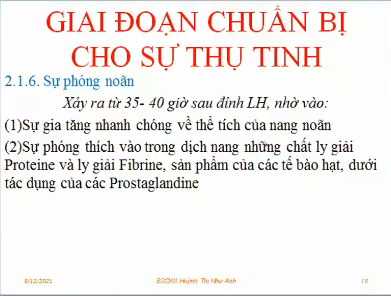 GIAI ĐOẠN CHUẨN BỊ
CHO SỰ THỤ TINH
2.1.6. Sự phóng noãn
Xảy ra từ 35- 40 giờ sau đỉnh LH, nhờ vào:
(1)Sự gia tăng nhanh chóng về thể tích của nang noãn
(2)Sự phóng thích vào trong dịch nang những chất ly giải
Proteine và ly giải Fibrine, sản phẩm của các tế bào hạt, dưới
tác dụng của các Prostaglandine
8/12/2021
BSCKII.Huỳnh Thị Như Anh